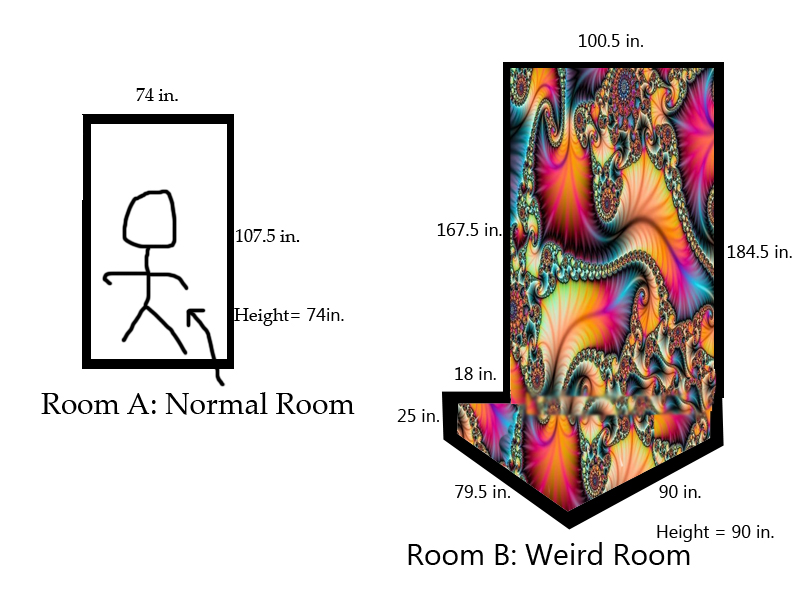 74 in.
107.5 in.
Height= 74in.
Room A: Normal Room
100.5 in.
167.5 in.
184.5 in.
18 in.
25 in.
79.5 in.
90 in.
Height = 90 in.
Room B: Weird Room